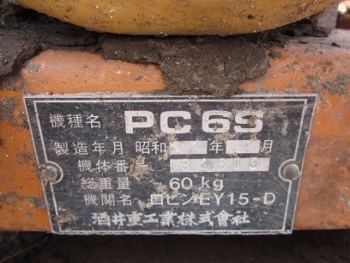 機種名 PC6S
製造年月 昭和 年 月
機体番号
総重量 60kg
機関名 ロビンEY15-D
酒井重工業株式会社